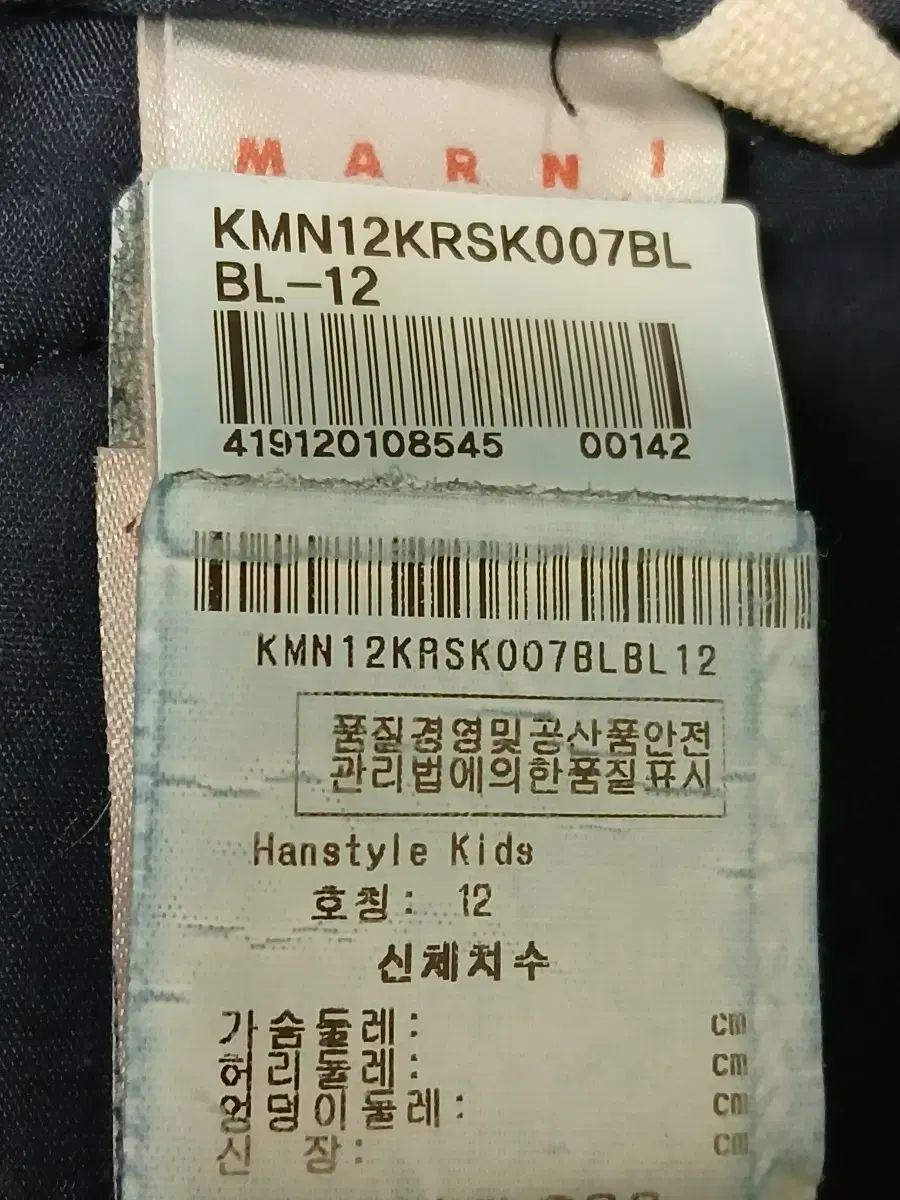 MARNI
KMN12KRSK007BL
BL-12
419120108545 00142
KMN12KRSK007BLBL12
품질경영및공산품안전
관리법에의한품질표시
Hanstyle Kids
호칭: 12
신체치수
가슴둘레: cm
허리둘레: cm
엉덩이둘레: cm
신 장: cm